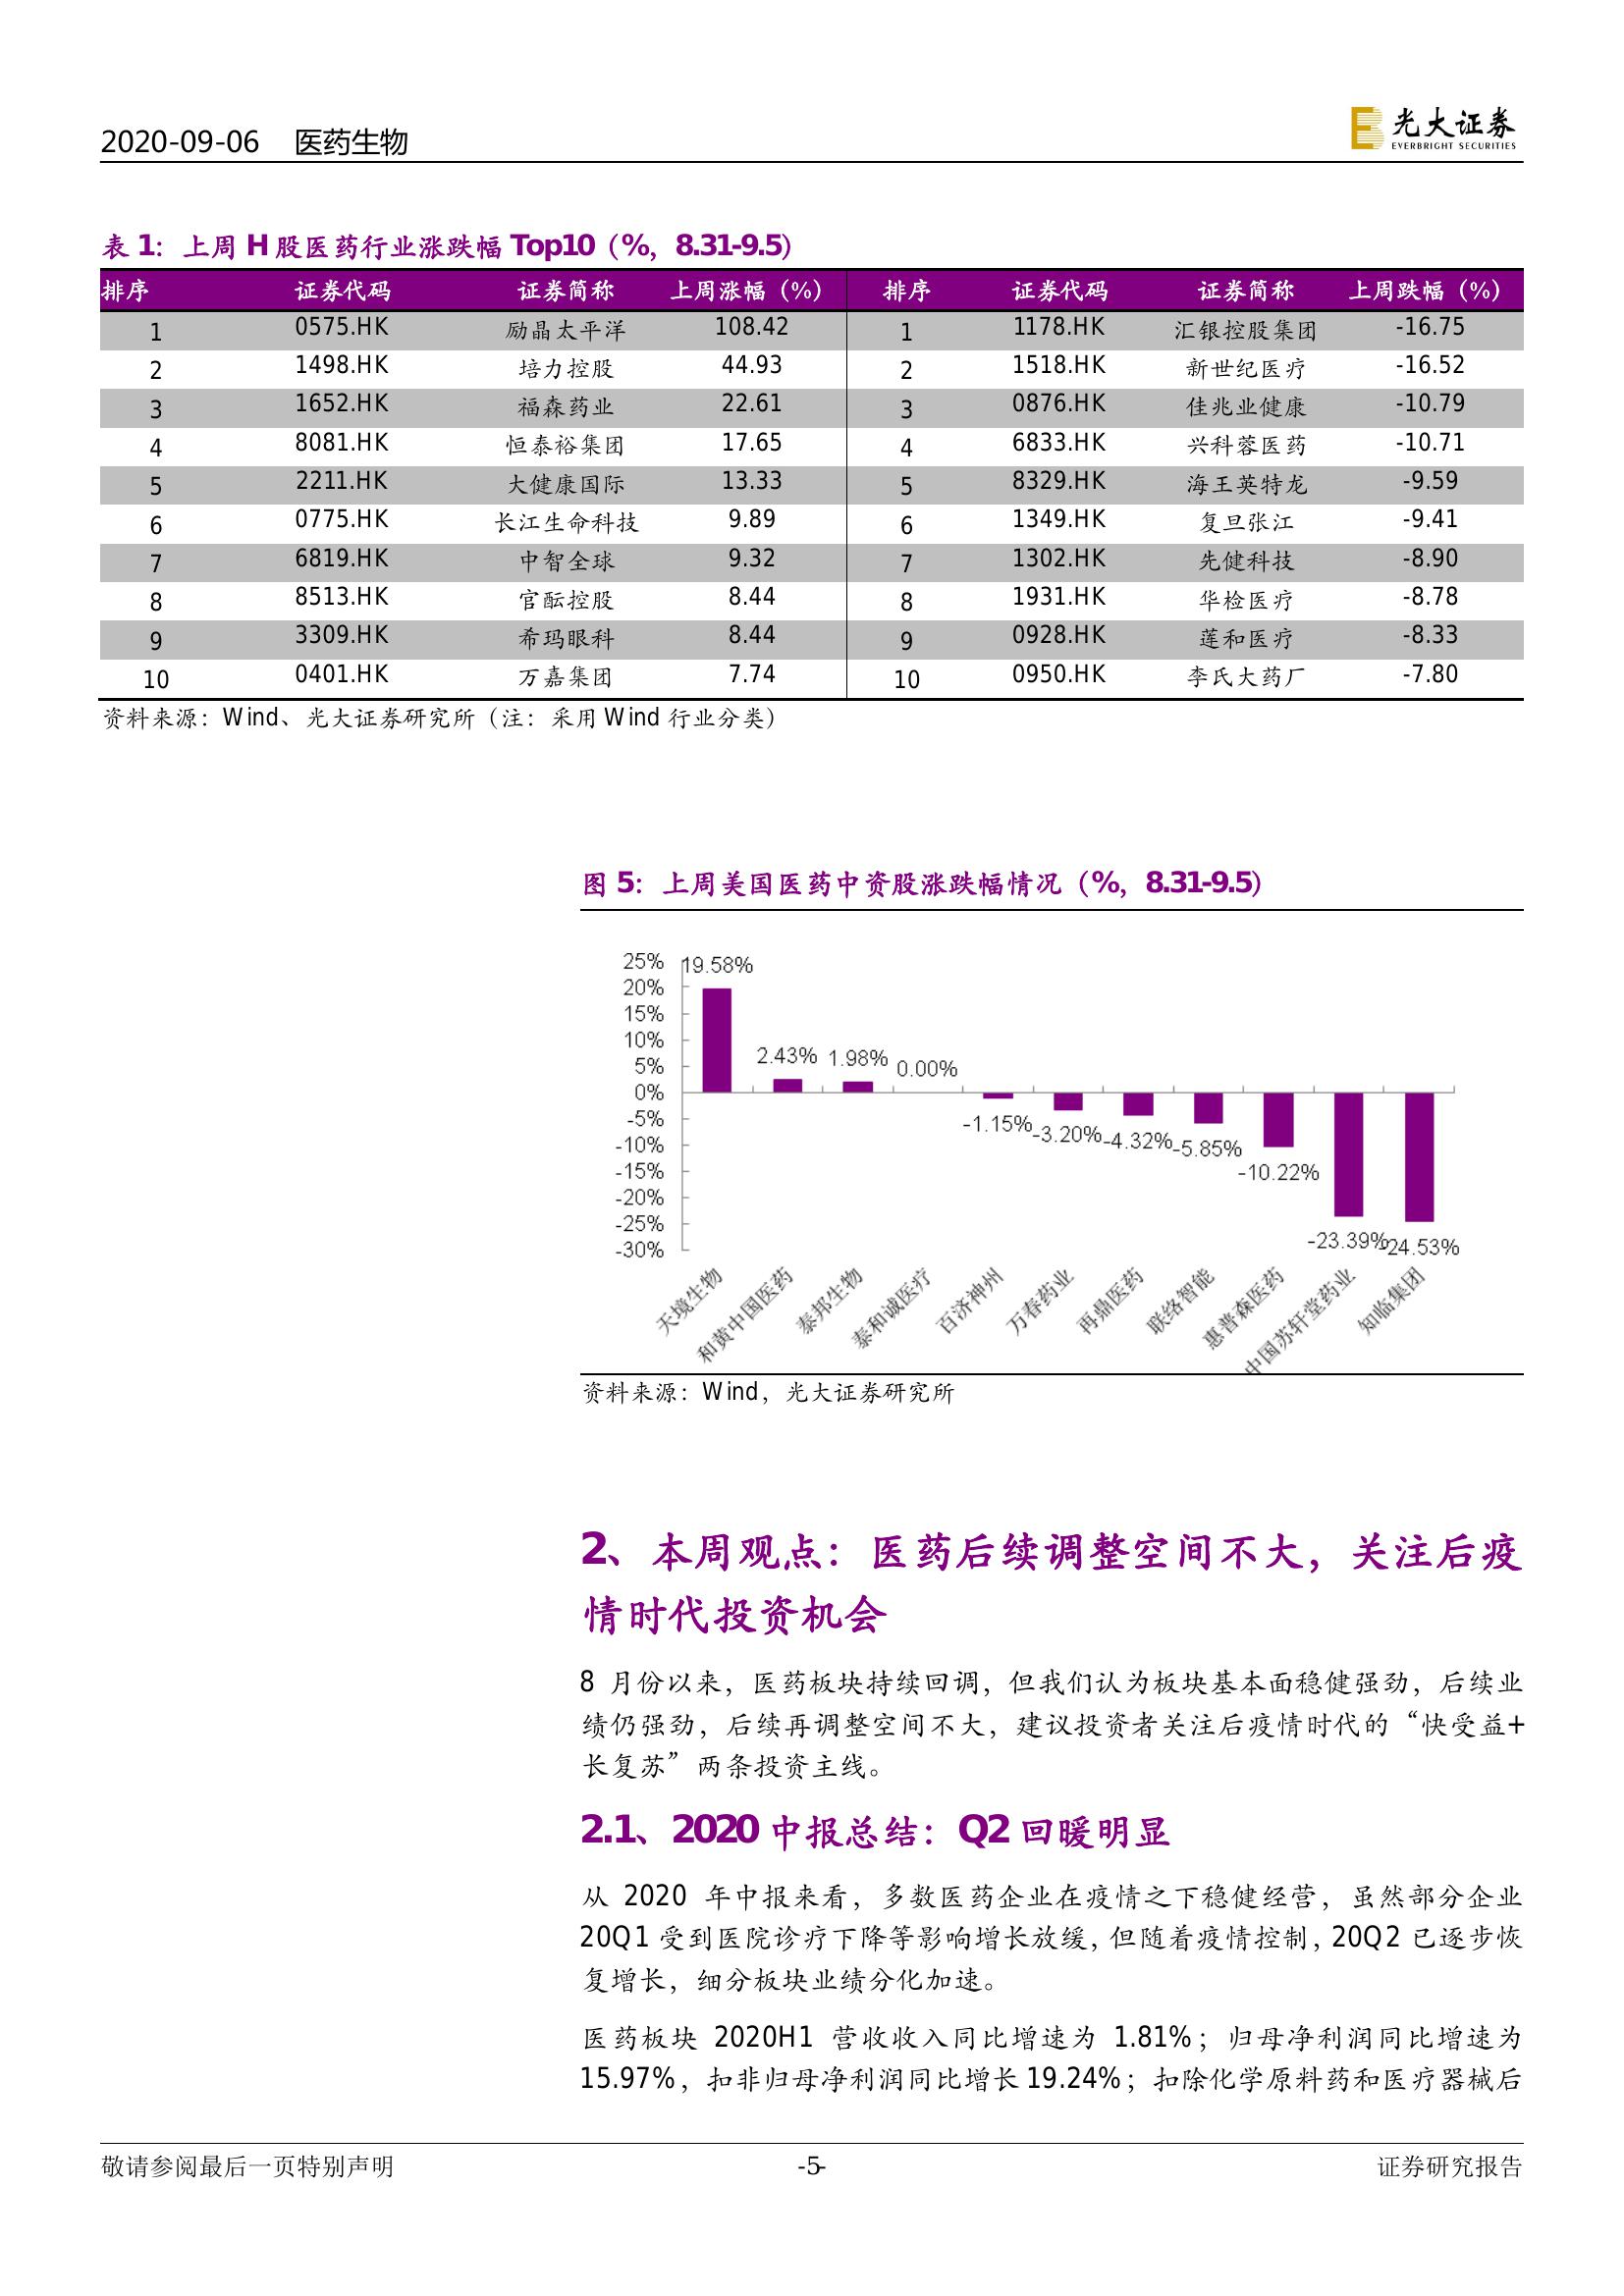 2020-09-06 医药生物
光大证券
EVERBRIGHT SECURITIES
表 1：上周 H 股医药行业涨跌幅 Top10（%，8.31-9.5）
排序 证券代码 证券简称 上周涨幅（%） 排序 证券代码 证券简称 上周跌幅（%）
1 0575.HK 励晶太平洋 108.42 1 1178.HK 汇银控股集团 -16.75
2 1498.HK 培力控股 44.93 2 1518.HK 新世纪医疗 -16.52
3 1652.HK 福森药业 22.61 3 0876.HK 佳兆业健康 -10.79
4 8081.HK 恒泰裕集团 17.65 4 6833.HK 兴科蓉医药 -10.71
5 2211.HK 大健康国际 13.33 5 8329.HK 海王英特龙 -9.59
6 0775.HK 长江生命科技 9.89 6 1349.HK 复旦张江 -9.41
7 6819.HK 中智全球 9.32 7 1302.HK 先健科技 -8.90
8 8513.HK 官酝控股 8.44 8 1931.HK 华检医疗 -8.78
9 3309.HK 希玛眼科 8.44 9 0928.HK 莲和医疗 -8.33
10 0401.HK 万嘉集团 7.74 10 0950.HK 李氏大药厂 -7.80
资料来源：Wind、光大证券研究所（注：采用 Wind 行业分类）
图 5：上周美国医药中资股涨跌幅情况（%，8.31-9.5）
25%
20%
15%
10%
5%
0%
-5%
-10%
-15%
-20%
-25%
-30%
19.58%
2.43%
1.98%
0.00%
-1.15%
-3.20%
-4.32%
-5.85%
-10.22%
-23.39%
-24.53%
天境生物
和黄中国医药
泰邦生物
泰和诚医疗
百济神州
万春药业
再鼎医药
联络智能
惠普森医药
中国苏轩堂药业
知临集团
资料来源：Wind，光大证券研究所
2、本周观点：医药后续调整空间不大，关注后疫
情时代投资机会
8 月份以来，医药板块持续回调，但我们认为板块基本面稳健强劲，后续业
绩仍强劲，后续再调整空间不大，建议投资者关注后疫情时代的“快受益+
长复苏”两条投资主线。
2.1、2020 中报总结：Q2 回暖明显
从 2020 年中报来看，多数医药企业在疫情之下稳健经营，虽然部分企业
20Q1 受到医院诊疗下降等影响增长放缓，但随着疫情控制，20Q2 已逐步恢
复增长，细分板块业绩分化加速。
医药板块 2020H1 营收收入同比增速为 1.81%；归母净利润同比增速为
15.97%，扣非归母净利润同比增长 19.24%；扣除化学原料药和医疗器械后
敬请参阅最后一页特别声明 -5- 证券研究报告